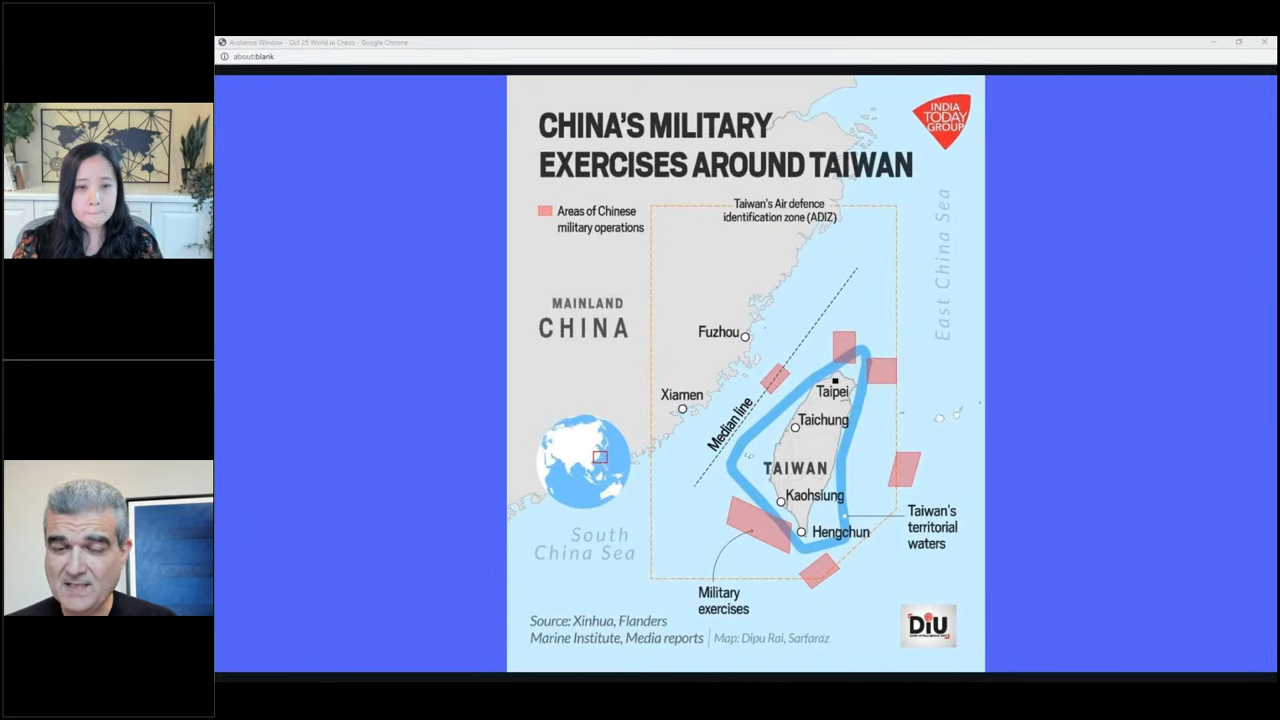 Audience Window - Oct 25 World in Chaos - Google Chrome
about:blank
CHINA'S MILITARY
EXERCISES AROUND TAIWAN
INDIA
TODAY
GROUP
Areas of Chinese
military operations
Taiwan's Air defence
identification zone (ADIZ)
East China Sea
MAINLAND
CHINA
Fuzhou
Xiamen
Median line
Taipei
Taichung
TAIWAN
Kaohsiung
Hengchun
Taiwan's
territorial
waters
South
China Sea
Military
exercises
Source: Xinhua, Flanders
Marine Institute, Media reports
Map: Dipu Rai, Sarfaraz
DiU